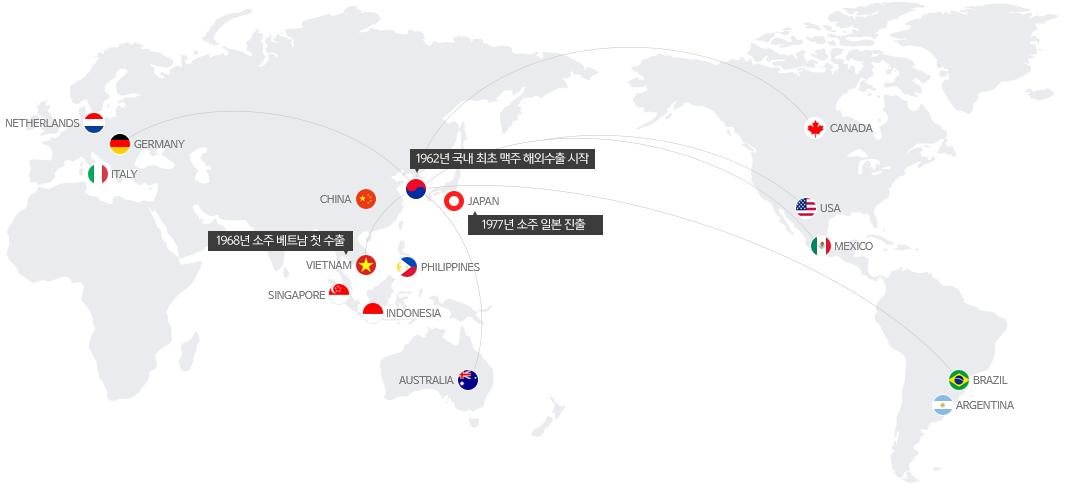 NETHERLANDS
GERMANY
CANADA
1962년 국내 최초 맥주 해외수출 시작
ITALY
CHINA
JAPAN
USA
1977년 소주 일본 진출
1968년 소주 베트남 첫 수출
MEXICO
VIETNAM
PHILIPPINES
SINGAPORE
INDONESIA
AUSTRALIA
BRAZIL
ARGENTINA